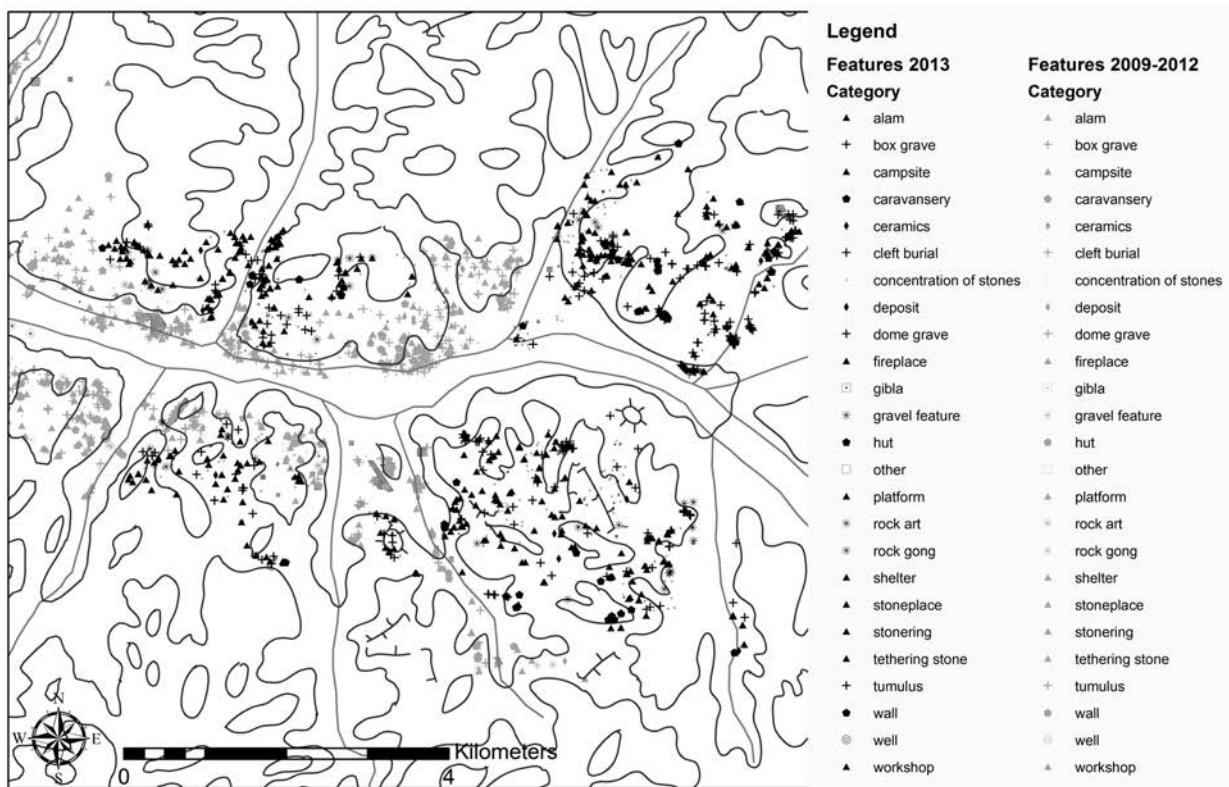 Legend
Features 2013
Category
alam
box grave
campsite
caravansery
ceramics
cleft burial
concentration of stones
deposit
dome grave
fireplace
gibla
gravel feature
hut
other
platform
rock art
rock gong
shelter
stoneplace
stonering
tethering stone
tumulus
wall
well
workshop
Features 2009-2012
Category
alam
box grave
campsite
caravansery
ceramics
cleft burial
concentration of stones
deposit
dome grave
fireplace
gibla
gravel feature
hut
other
platform
rock art
rock gong
shelter
stoneplace
stonering
tethering stone
tumulus
wall
well
workshop
N
W E
S
Kilometers
0 4